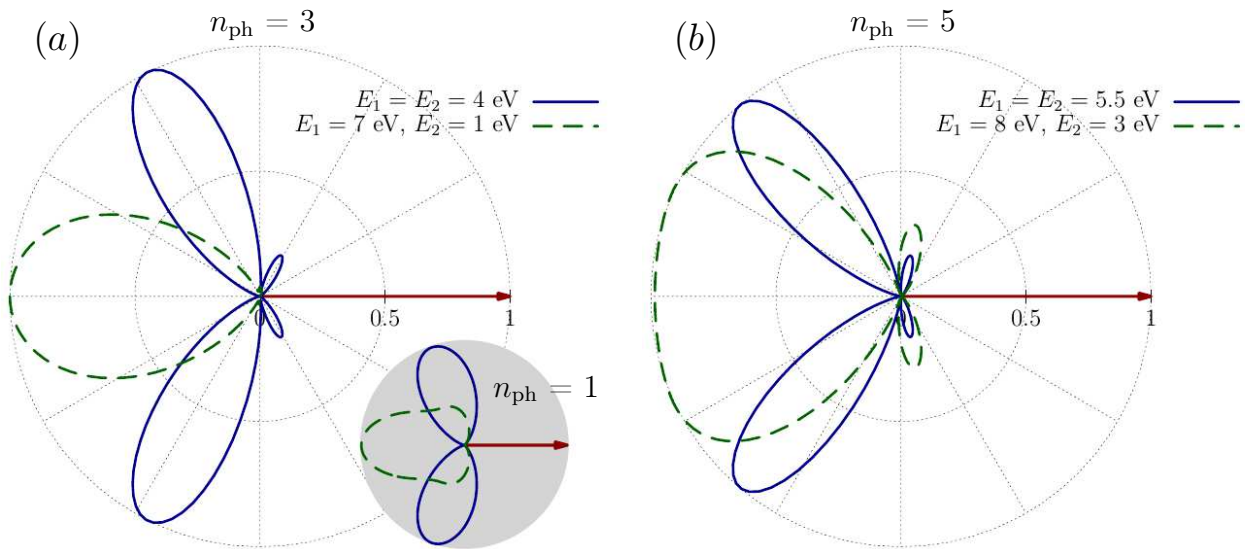 (a)
n_ph = 3
E_1 = E_2 = 4 eV
E_1 = 7 eV, E_2 = 1 eV
0 0.5 1
n_ph = 1
(b)
n_ph = 5
E_1 = E_2 = 5.5 eV
E_1 = 8 eV, E_2 = 3 eV
0 0.5 1